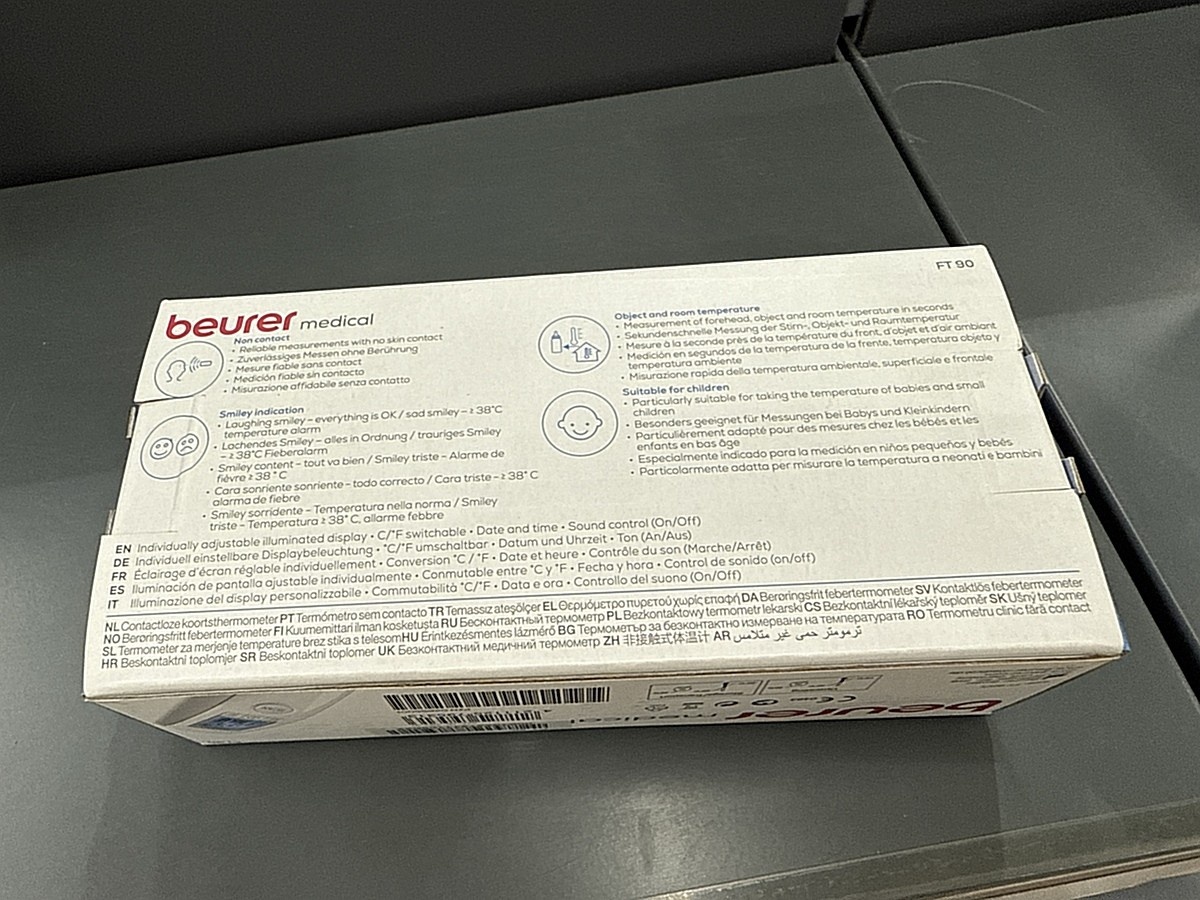 FT 90
beurer medical
Non contact
• Reliable measurements with no skin contact
• Zuverlässiges Messen ohne Berührung
• Mesure fiable sans contact
• Medición fiable sin contacto
• Misurazione affidabile senza contatto
Smiley indication
• Laughing smiley – everything is OK / sad smiley – ≥ 38°C
temperature alarm
• Lachendes Smiley – alles in Ordnung / trauriges Smiley
– ≥ 38°C Fieberalarm
• Smiley content – tout va bien / Smiley triste – Alarme de
fièvre ≥ 38 °C
• Cara sonriente sonriente – todo correcto / Cara triste – ≥ 38° C
alarma de fiebre
• Smiley sorridente – Temperatura nella norma / Smiley
triste – Temperatura ≥ 38° C, allarme febbre
Object and room temperature
• Measurement of forehead, object and room temperature in seconds
• Sekundenschnelle Messung der Stirn-, Objekt- und Raumtemperatur
• Mesure à la seconde près de la température du front, d'objet et d'air ambiant
• Medición en segundos de la temperatura de la frente, temperatura objeto y
temperatura ambiente
• Misurazione rapida della temperatura ambientale, superficiale e frontale
Suitable for children
• Particularly suitable for taking the temperature of babies and small
children
• Besonders geeignet für Messungen bei Babys und Kleinkindern
• Particulièrement adapté pour des mesures chez les bébés et les
enfants en bas âge
• Especialmente indicado para la medición en niños pequeños y bebés
• Particolarmente adatta per misurare la temperatura a neonati e bambini
EN Individually adjustable illuminated display • C/°F switchable • Date and time • Sound control (On/Off)
DE Individuell einstellbare Displaybeleuchtung • °C/°F umschaltbar • Datum und Uhrzeit • Ton (An/Aus)
FR Éclairage d'écran réglable individuellement • Conversion °C / °F • Date et heure • Contrôle du son (Marche/Arrêt)
ES Iluminación de pantalla ajustable individualmente • Conmutable entre °C y °F • Fecha y hora • Control de sonido (on/off)
IT Illuminazione del display personalizzabile • Commutabilità °C/°F • Data e ora • Controllo del suono (On/Off)
NL Contactloze koortsthermometer PT Termómetro sem contacto TR Temassız ateşölçer EL Θερμόμετρο πυρετού χωρίς επαφή DA Berøringsfrit febertermometer SV Kontaktlös febertermometer
NO Berøringsfritt febertermometer FI Kuumemittari ilman kosketusta RU Бесконтактный термометр PL Bezkontaktowy termometr lekarski CS Bezkontaktní lékařský teploměr SK Ušný teplomer
SL Termometer za merjenje temperature brez stika s telesom HU Érintkezésmentes lázmérő BG Термометър за безконтактно измерване на температурата RO Termometru clinic fără contact
HR Beskontaktni toplomjer SR Beskontaktni toplomer UK Безконтактний медичний термометр ZH 非接触式体温计 AR ترمومتر حمى غير متلامس
beurer medical